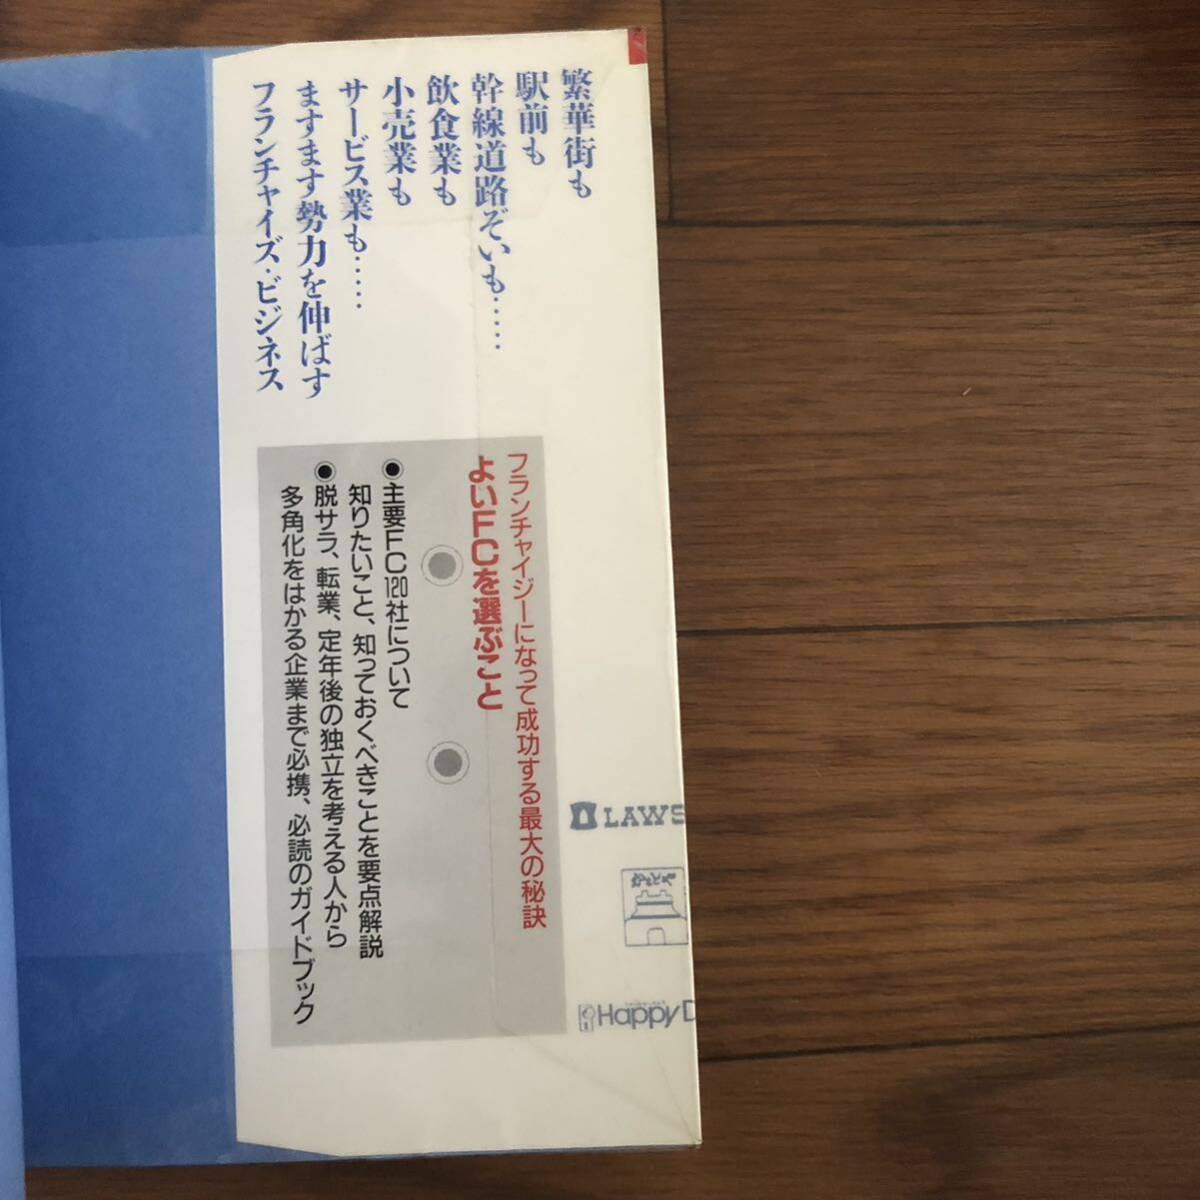 繁華街も
駅前も
幹線道路ぞいも……
飲食業も
小売業も
サービス業も……
ますます勢力を伸ばす
フランチャイズ・ビジネス
フランチャイジーになって成功する最大の秘訣
よいFCを選ぶこと
●主要FC120社について
知りたいこと、知っておくべきことを要点解説
●脱サラ、転業、定年後の独立を考える人から
多角化をはかる企業まで必携、必読のガイドブック
LAWS
かまどや
Happy D